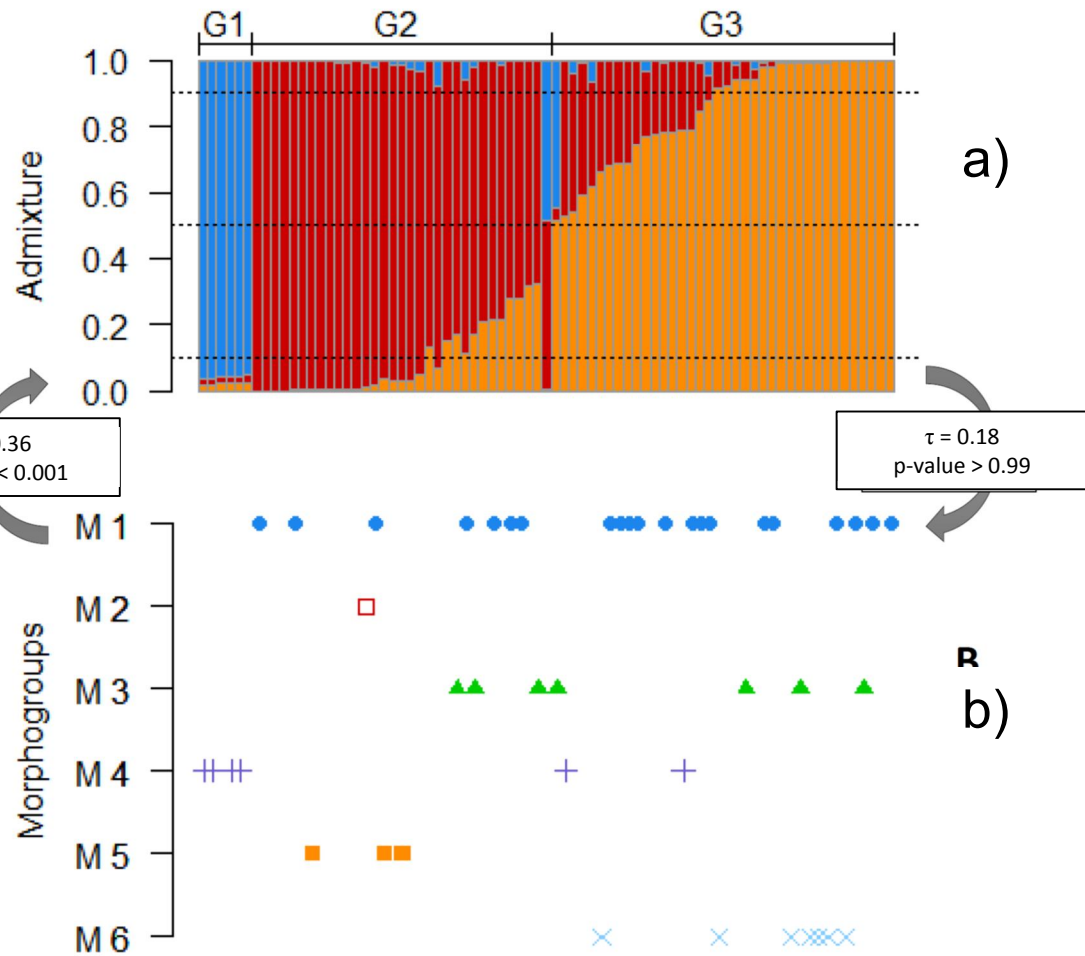 G1 G2 G3
1.0
0.8
0.6
0.4
0.2
0.0
Admixture
a)
.36
< 0.001
τ = 0.18
p-value > 0.99
M 1
M 2
M 3
M 4
M 5
M 6
Morphogroups
b)